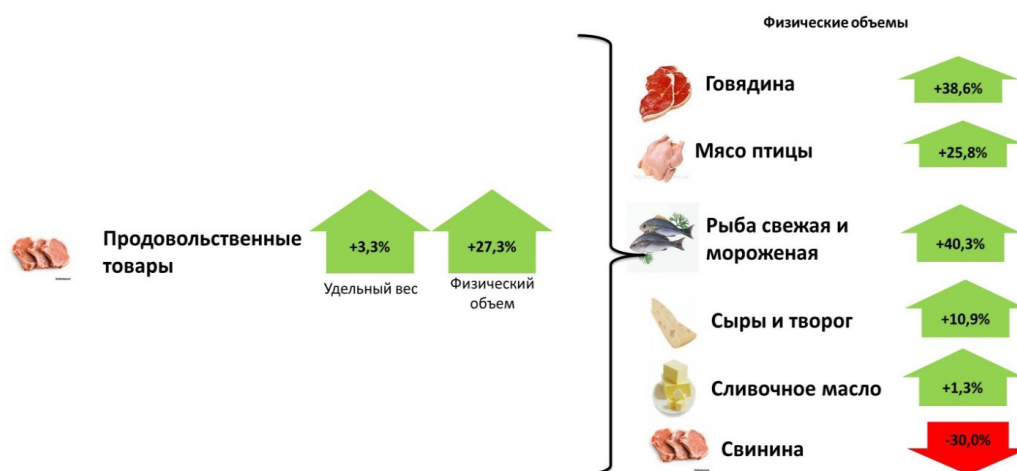 Физические объемы
Говядина
+38,6%
Мясо птицы
+25,8%
Продовольственные
товары
+3,3%
Удельный вес
+27,3%
Физический
объем
Рыба свежая и
мороженая
+40,3%
Сыры и творог
+10,9%
Сливочное масло
+1,3%
Свинина
-30,0%